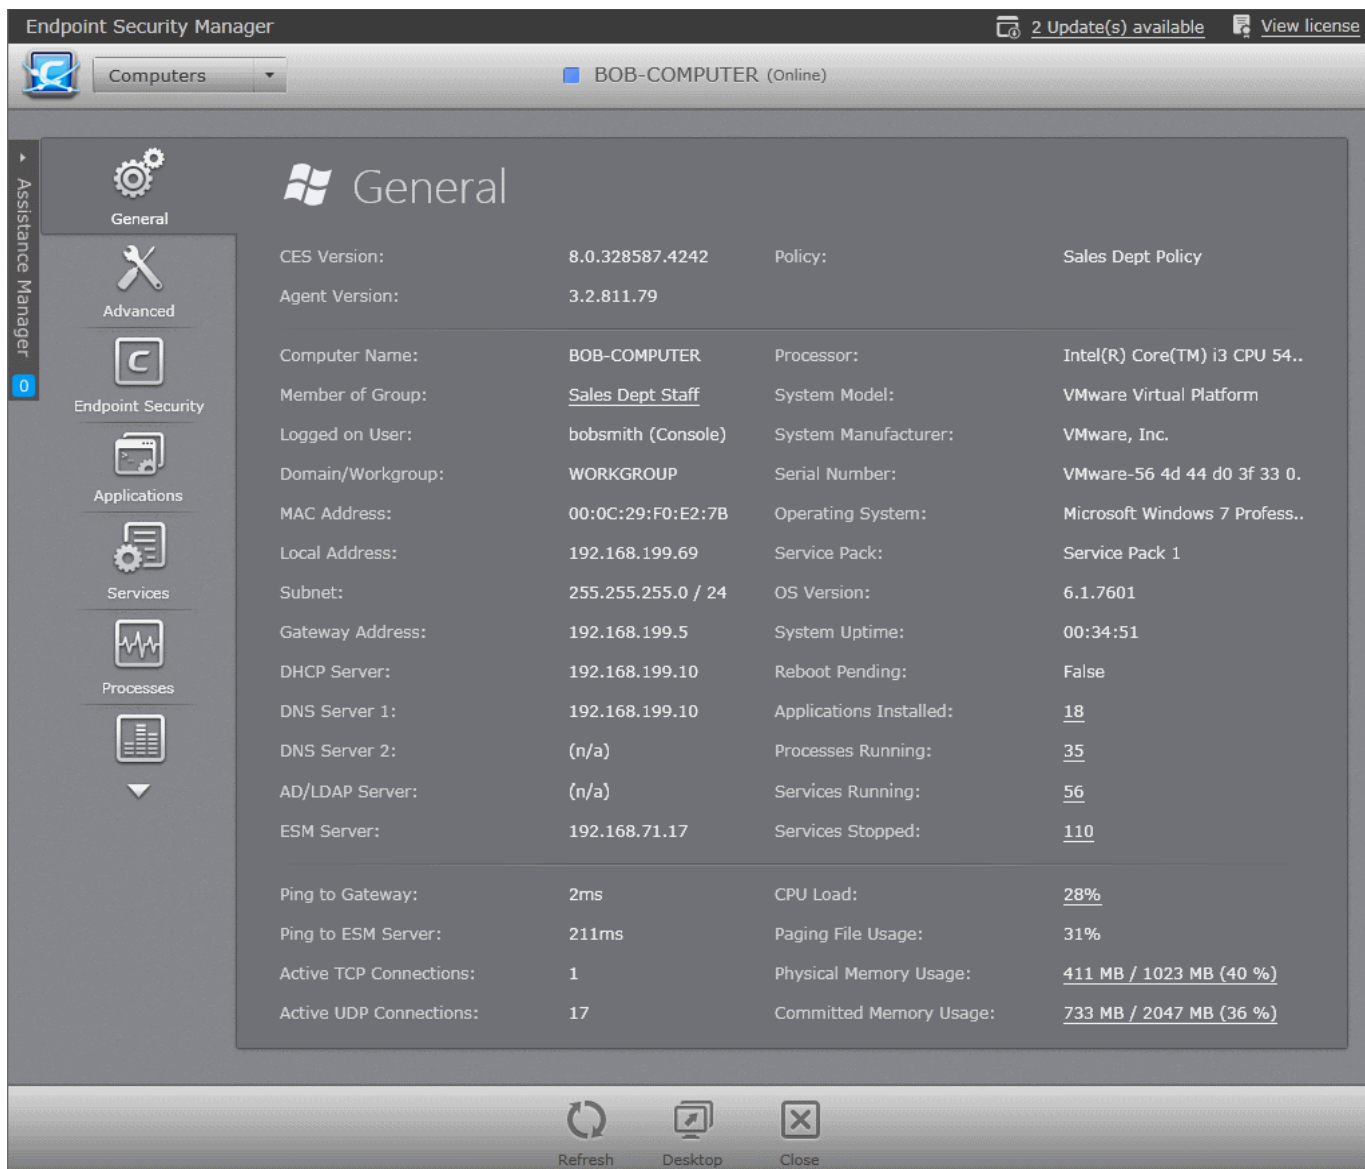 Endpoint Security Manager
2 Update(s) available
View license
Computers
BOB-COMPUTER (Online)
Assistance Manager
0
General
Advanced
Endpoint Security
Applications
Services
Processes
General
CES Version: 8.0.328587.4242 Policy: Sales Dept Policy
Agent Version: 3.2.811.79
Computer Name: BOB-COMPUTER Processor: Intel(R) Core(TM) i3 CPU 54..
Member of Group: Sales Dept Staff System Model: VMware Virtual Platform
Logged on User: bobsmith (Console) System Manufacturer: VMware, Inc.
Domain/Workgroup: WORKGROUP Serial Number: VMware-56 4d 44 d0 3f 33 0.
MAC Address: 00:0C:29:F0:E2:7B Operating System: Microsoft Windows 7 Profess..
Local Address: 192.168.199.69 Service Pack: Service Pack 1
Subnet: 255.255.255.0 / 24 OS Version: 6.1.7601
Gateway Address: 192.168.199.5 System Uptime: 00:34:51
DHCP Server: 192.168.199.10 Reboot Pending: False
DNS Server 1: 192.168.199.10 Applications Installed: 18
DNS Server 2: (n/a) Processes Running: 35
AD/LDAP Server: (n/a) Services Running: 56
ESM Server: 192.168.71.17 Services Stopped: 110
Ping to Gateway: 2ms CPU Load: 28%
Ping to ESM Server: 211ms Paging File Usage: 31%
Active TCP Connections: 1 Physical Memory Usage: 411 MB / 1023 MB (40 %)
Active UDP Connections: 17 Committed Memory Usage: 733 MB / 2047 MB (36 %)
Refresh
Desktop
Close